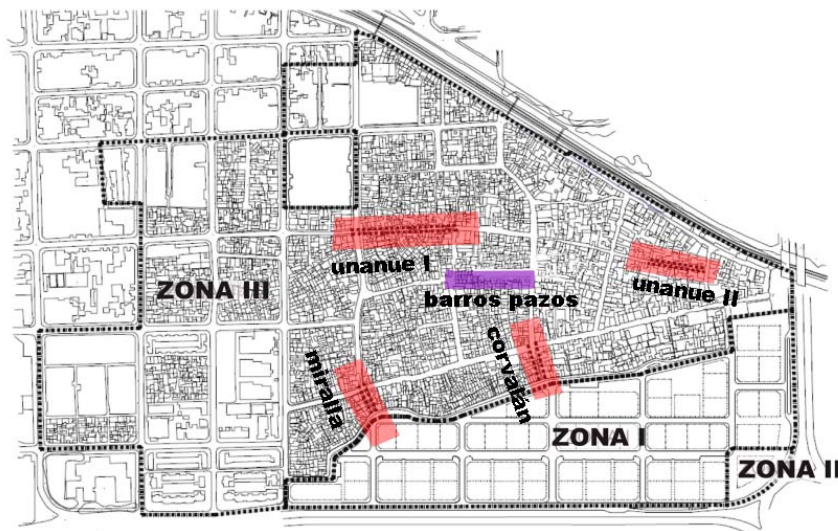 unanue I
ZONA III
barros pazos
unanue II
miralla
corvalán
ZONA I
ZONA II